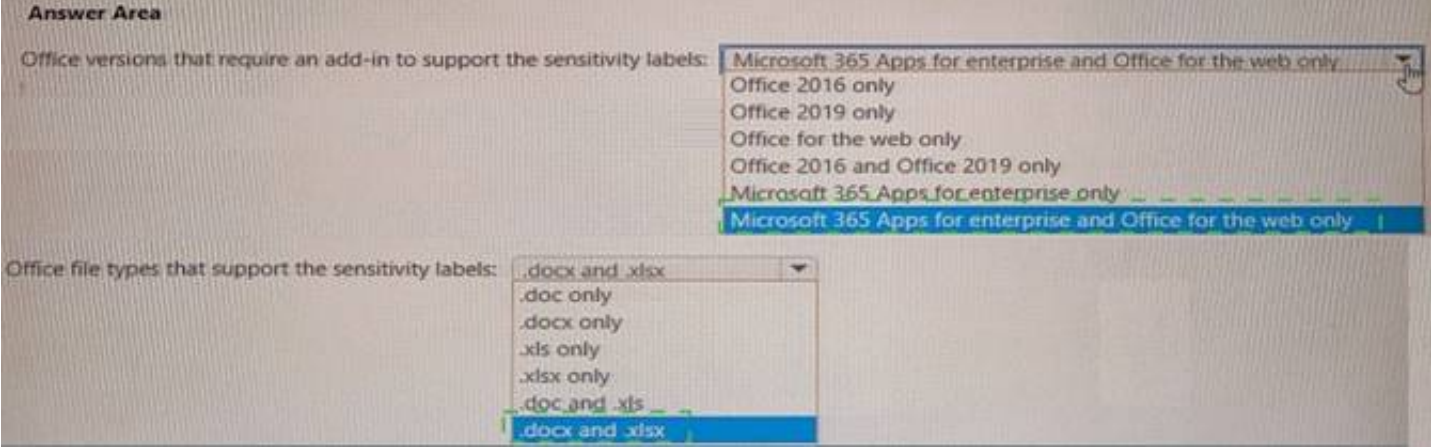 Answer Area
Office versions that require an add-in to support the sensitivity labels: Microsoft 365 Apps for enterprise and Office for the web only
Office 2016 only
Office 2019 only
Office for the web only
Office 2016 and Office 2019 only
Microsoft 365 Apps for enterprise only
Microsoft 365 Apps for enterprise and Office for the web only
Office file types that support the sensitivity labels: .docx and .xlsx
.doc only
.docx only
.xls only
.xlsx only
.doc and .xls
.docx and .xlsx